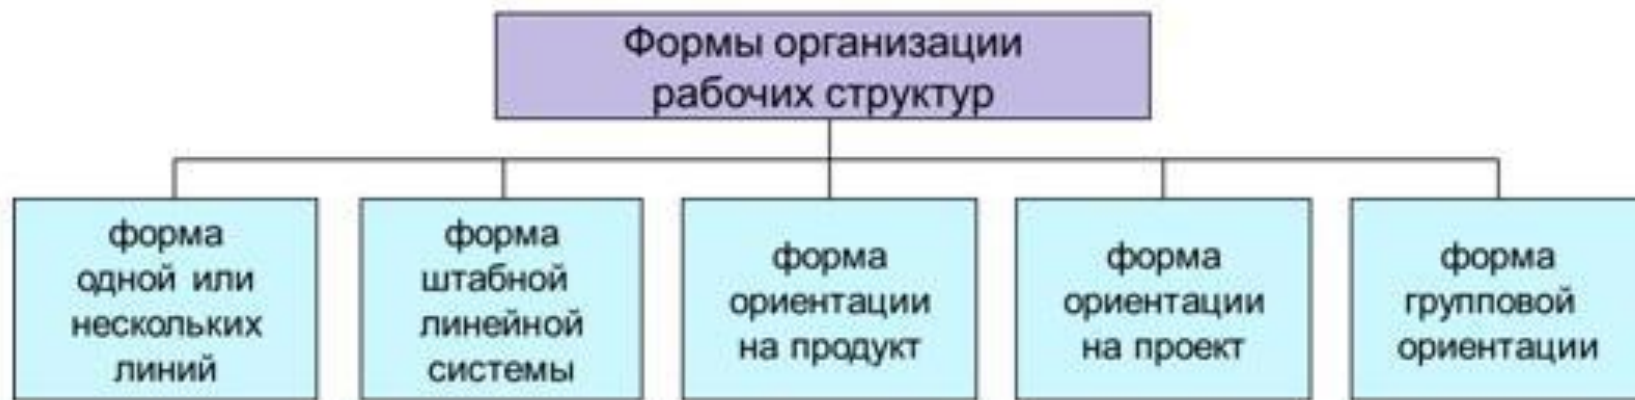 Формы организации
рабочих структур
форма
одной или
нескольких
линий
форма
штабной
линейной
системы
форма
ориентации
на продукт
форма
ориентации
на проект
форма
групповой
ориентации